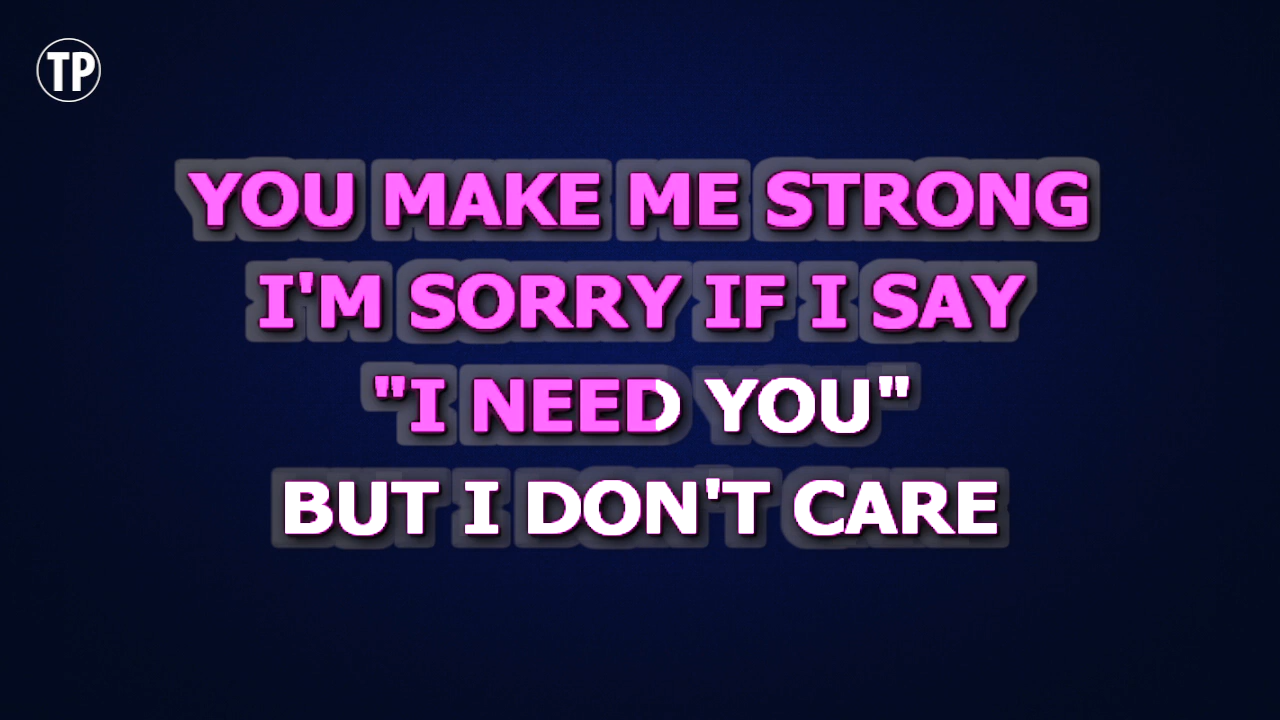 TP
YOU MAKE ME STRONG
I'M SORRY IF I SAY
"I NEED YOU"
BUT I DON'T CARE